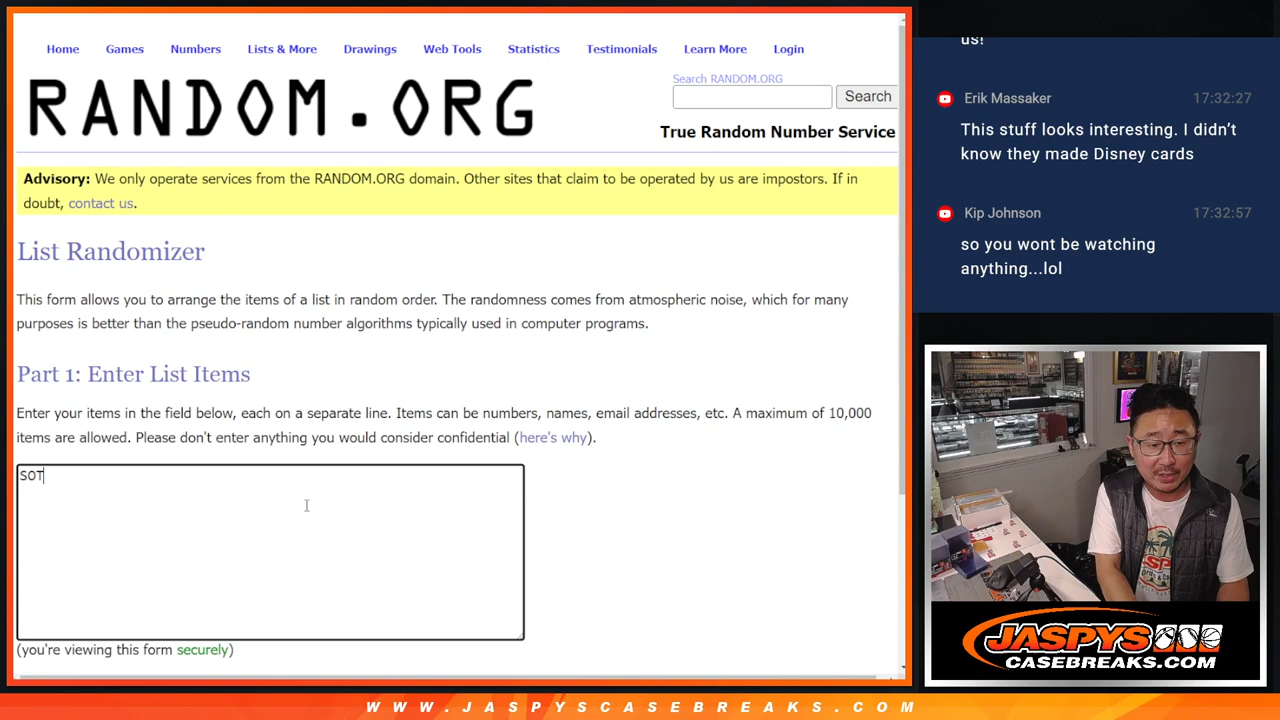 Home Games Numbers Lists & More Drawings Web Tools Statistics Testimonials Learn More Login
RANDOM.ORG
Search RANDOM.ORG
Search
True Random Number Service
Advisory: We only operate services from the RANDOM.ORG domain. Other sites that claim to be operated by us are impostors. If in
doubt, contact us.
List Randomizer
This form allows you to arrange the items of a list in random order. The randomness comes from atmospheric noise, which for many
purposes is better than the pseudo-random number algorithms typically used in computer programs.
Part 1: Enter List Items
Enter your items in the field below, each on a separate line. Items can be numbers, names, email addresses, etc. A maximum of 10,000
items are allowed. Please don't enter anything you would consider confidential (here's why).
SOT
(you're viewing this form securely)
us!
Erik Massaker 17:32:27
This stuff looks interesting. I didn’t
know they made Disney cards
Kip Johnson 17:32:57
so you wont be watching
anything...lol
JASPYS
CASEBREAKS.COM
WWW.JASPYSCASEBREAKS.COM